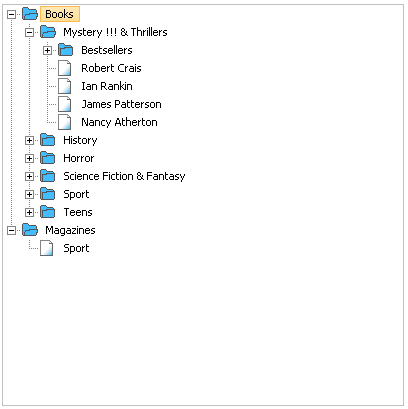 Books
Mystery !!! & Thrillers
Bestsellers
Robert Crais
Ian Rankin
James Patterson
Nancy Atherton
History
Horror
Science Fiction & Fantasy
Sport
Teens
Magazines
Sport